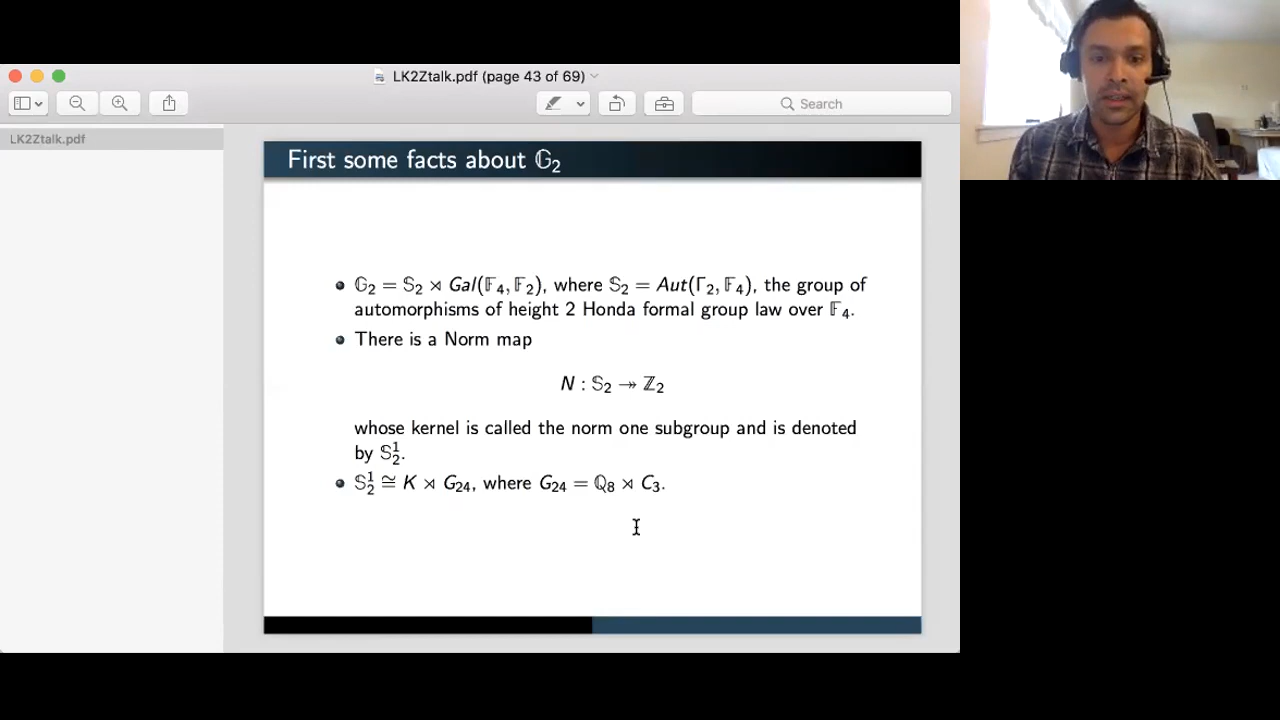 LK2Ztalk.pdf (page 43 of 69)
Search
LK2Ztalk.pdf
First some facts about 𝔾₂
• 𝔾₂ = 𝕊₂ ⋊ Gal(𝔽₄, 𝔽₂), where 𝕊₂ = Aut(Γ₂, 𝔽₄), the group of
automorphisms of height 2 Honda formal group law over 𝔽₄.
• There is a Norm map
N : 𝕊₂ ↠ ℤ₂
whose kernel is called the norm one subgroup and is denoted
by 𝕊₂¹.
• 𝕊₂¹ ≅ K ⋊ G₂₄, where G₂₄ = ℚ₈ ⋊ C₃.